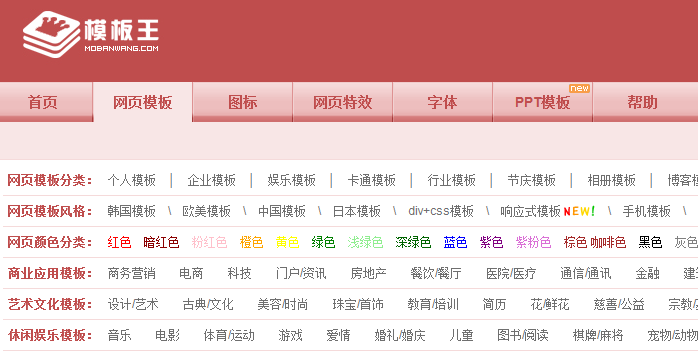 模板王
MOBANWANG.COM
new
首页 网页模板 图标 网页特效 字体 PPT模板 帮助
网页模板分类： 个人模板 | 企业模板 | 娱乐模板 | 卡通模板 | 行业模板 | 节庆模板 | 相册模板 | 博客
网页模板风格： 韩国模板 \ 欧美模板 \ 中国模板 \ 日本模板 \ div+css模板 \ 响应式模板 NEW! \ 手机模板 \
网页颜色分类： 红色 暗红色 粉红色 橙色 黄色 绿色 浅绿色 深绿色 蓝色 紫色 紫粉色 棕色 咖啡色 黑色 灰色
商业应用模板： 商务营销 电商 科技 门户/资讯 房地产 餐饮/餐厅 医院/医疗 通信/通讯 金融
艺术文化模板： 设计/艺术 古典/文化 美容/时尚 珠宝/首饰 教育/培训 简历 花/鲜花 慈善/公益 宗教/
休闲娱乐模板： 音乐 电影 体育/运动 游戏 爱情 婚礼/婚庆 儿童 图书/阅读 棋牌/麻将 宠物/动物